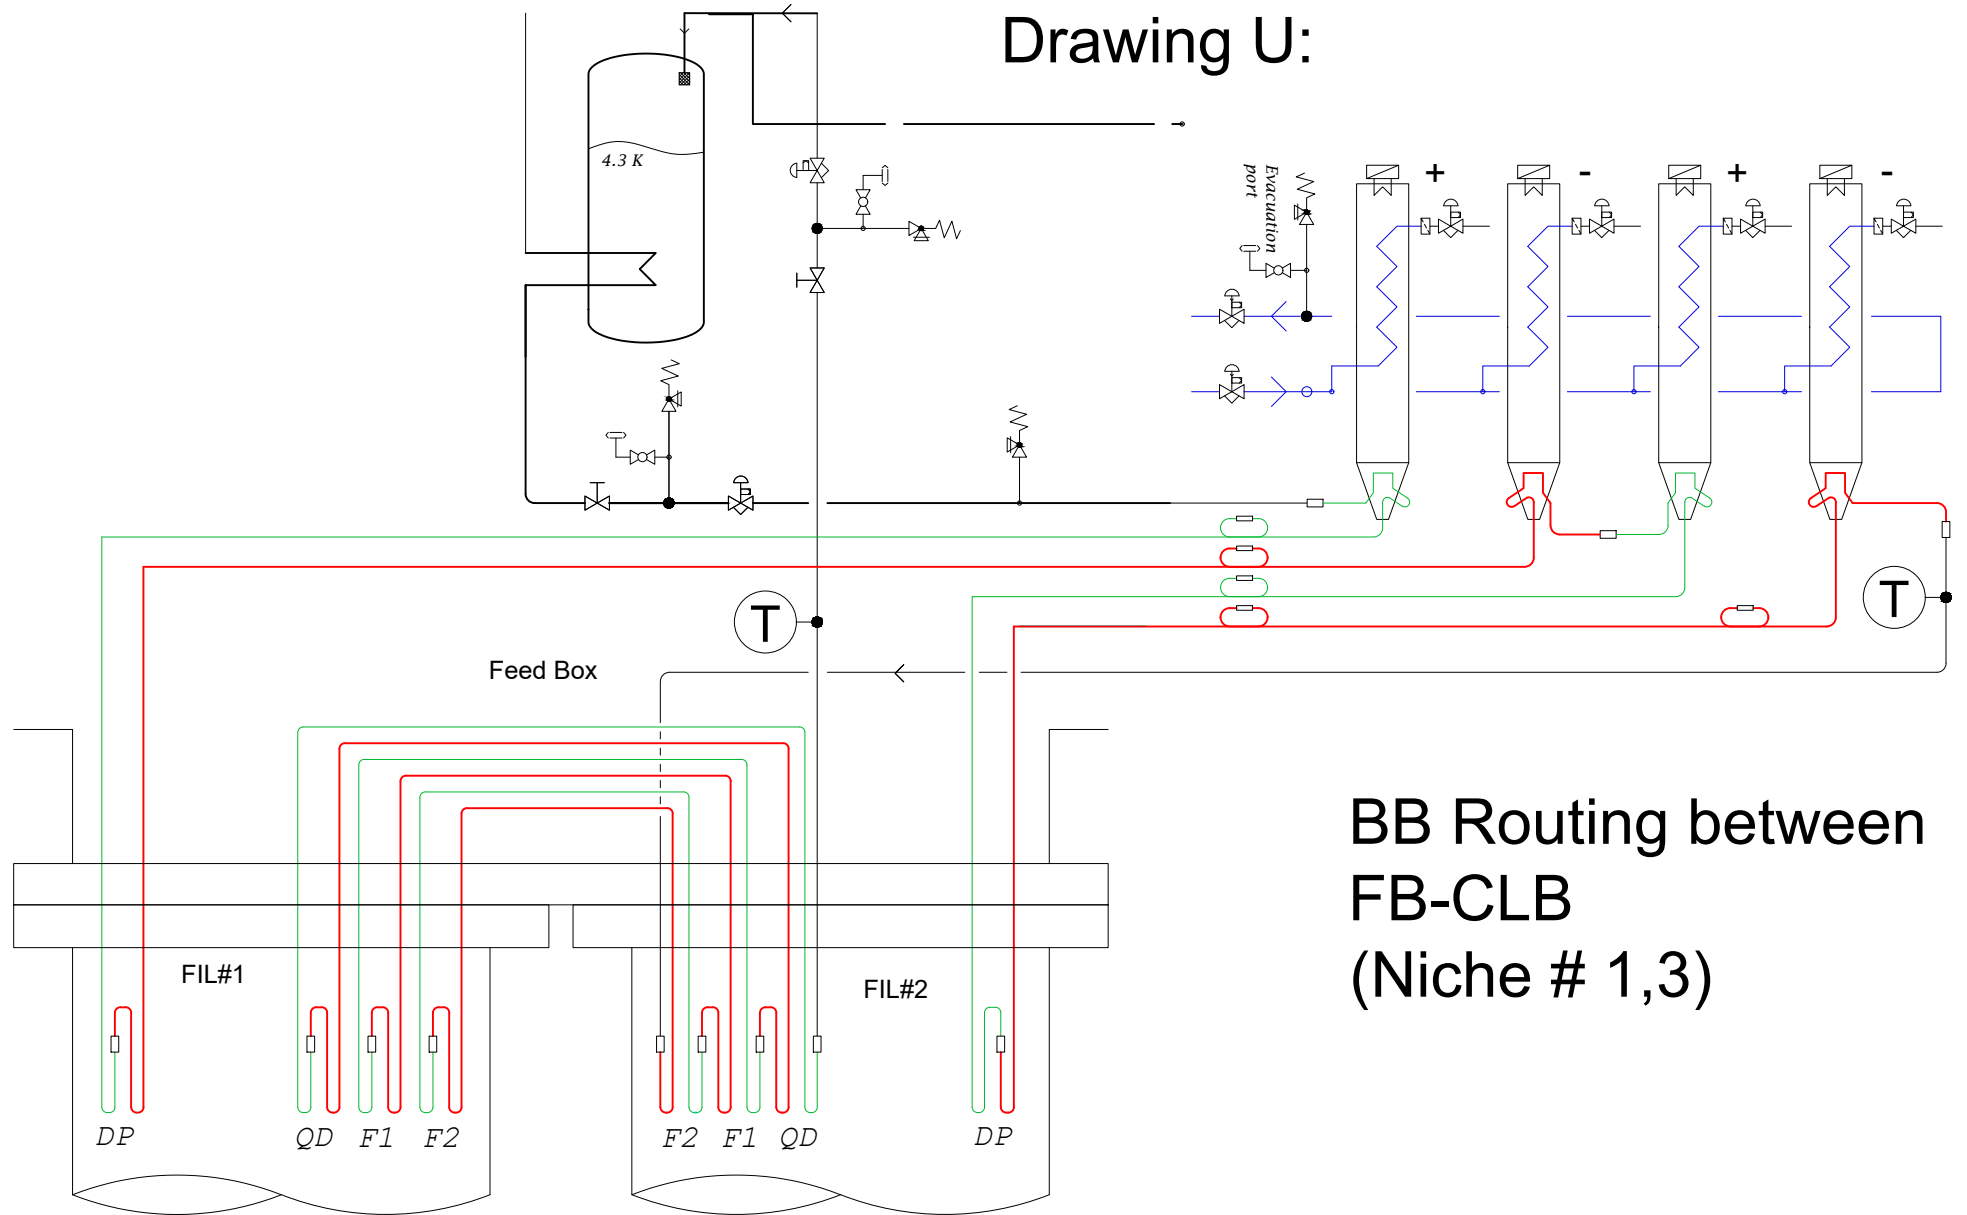 Drawing U:
4.3 K
Evacuation
port
+
-
+
-
T
T
Feed Box
BB Routing between
FB-CLB
(Niche # 1,3)
FIL#1
FIL#2
DP
QD
F1
F2
F2
F1
QD
DP